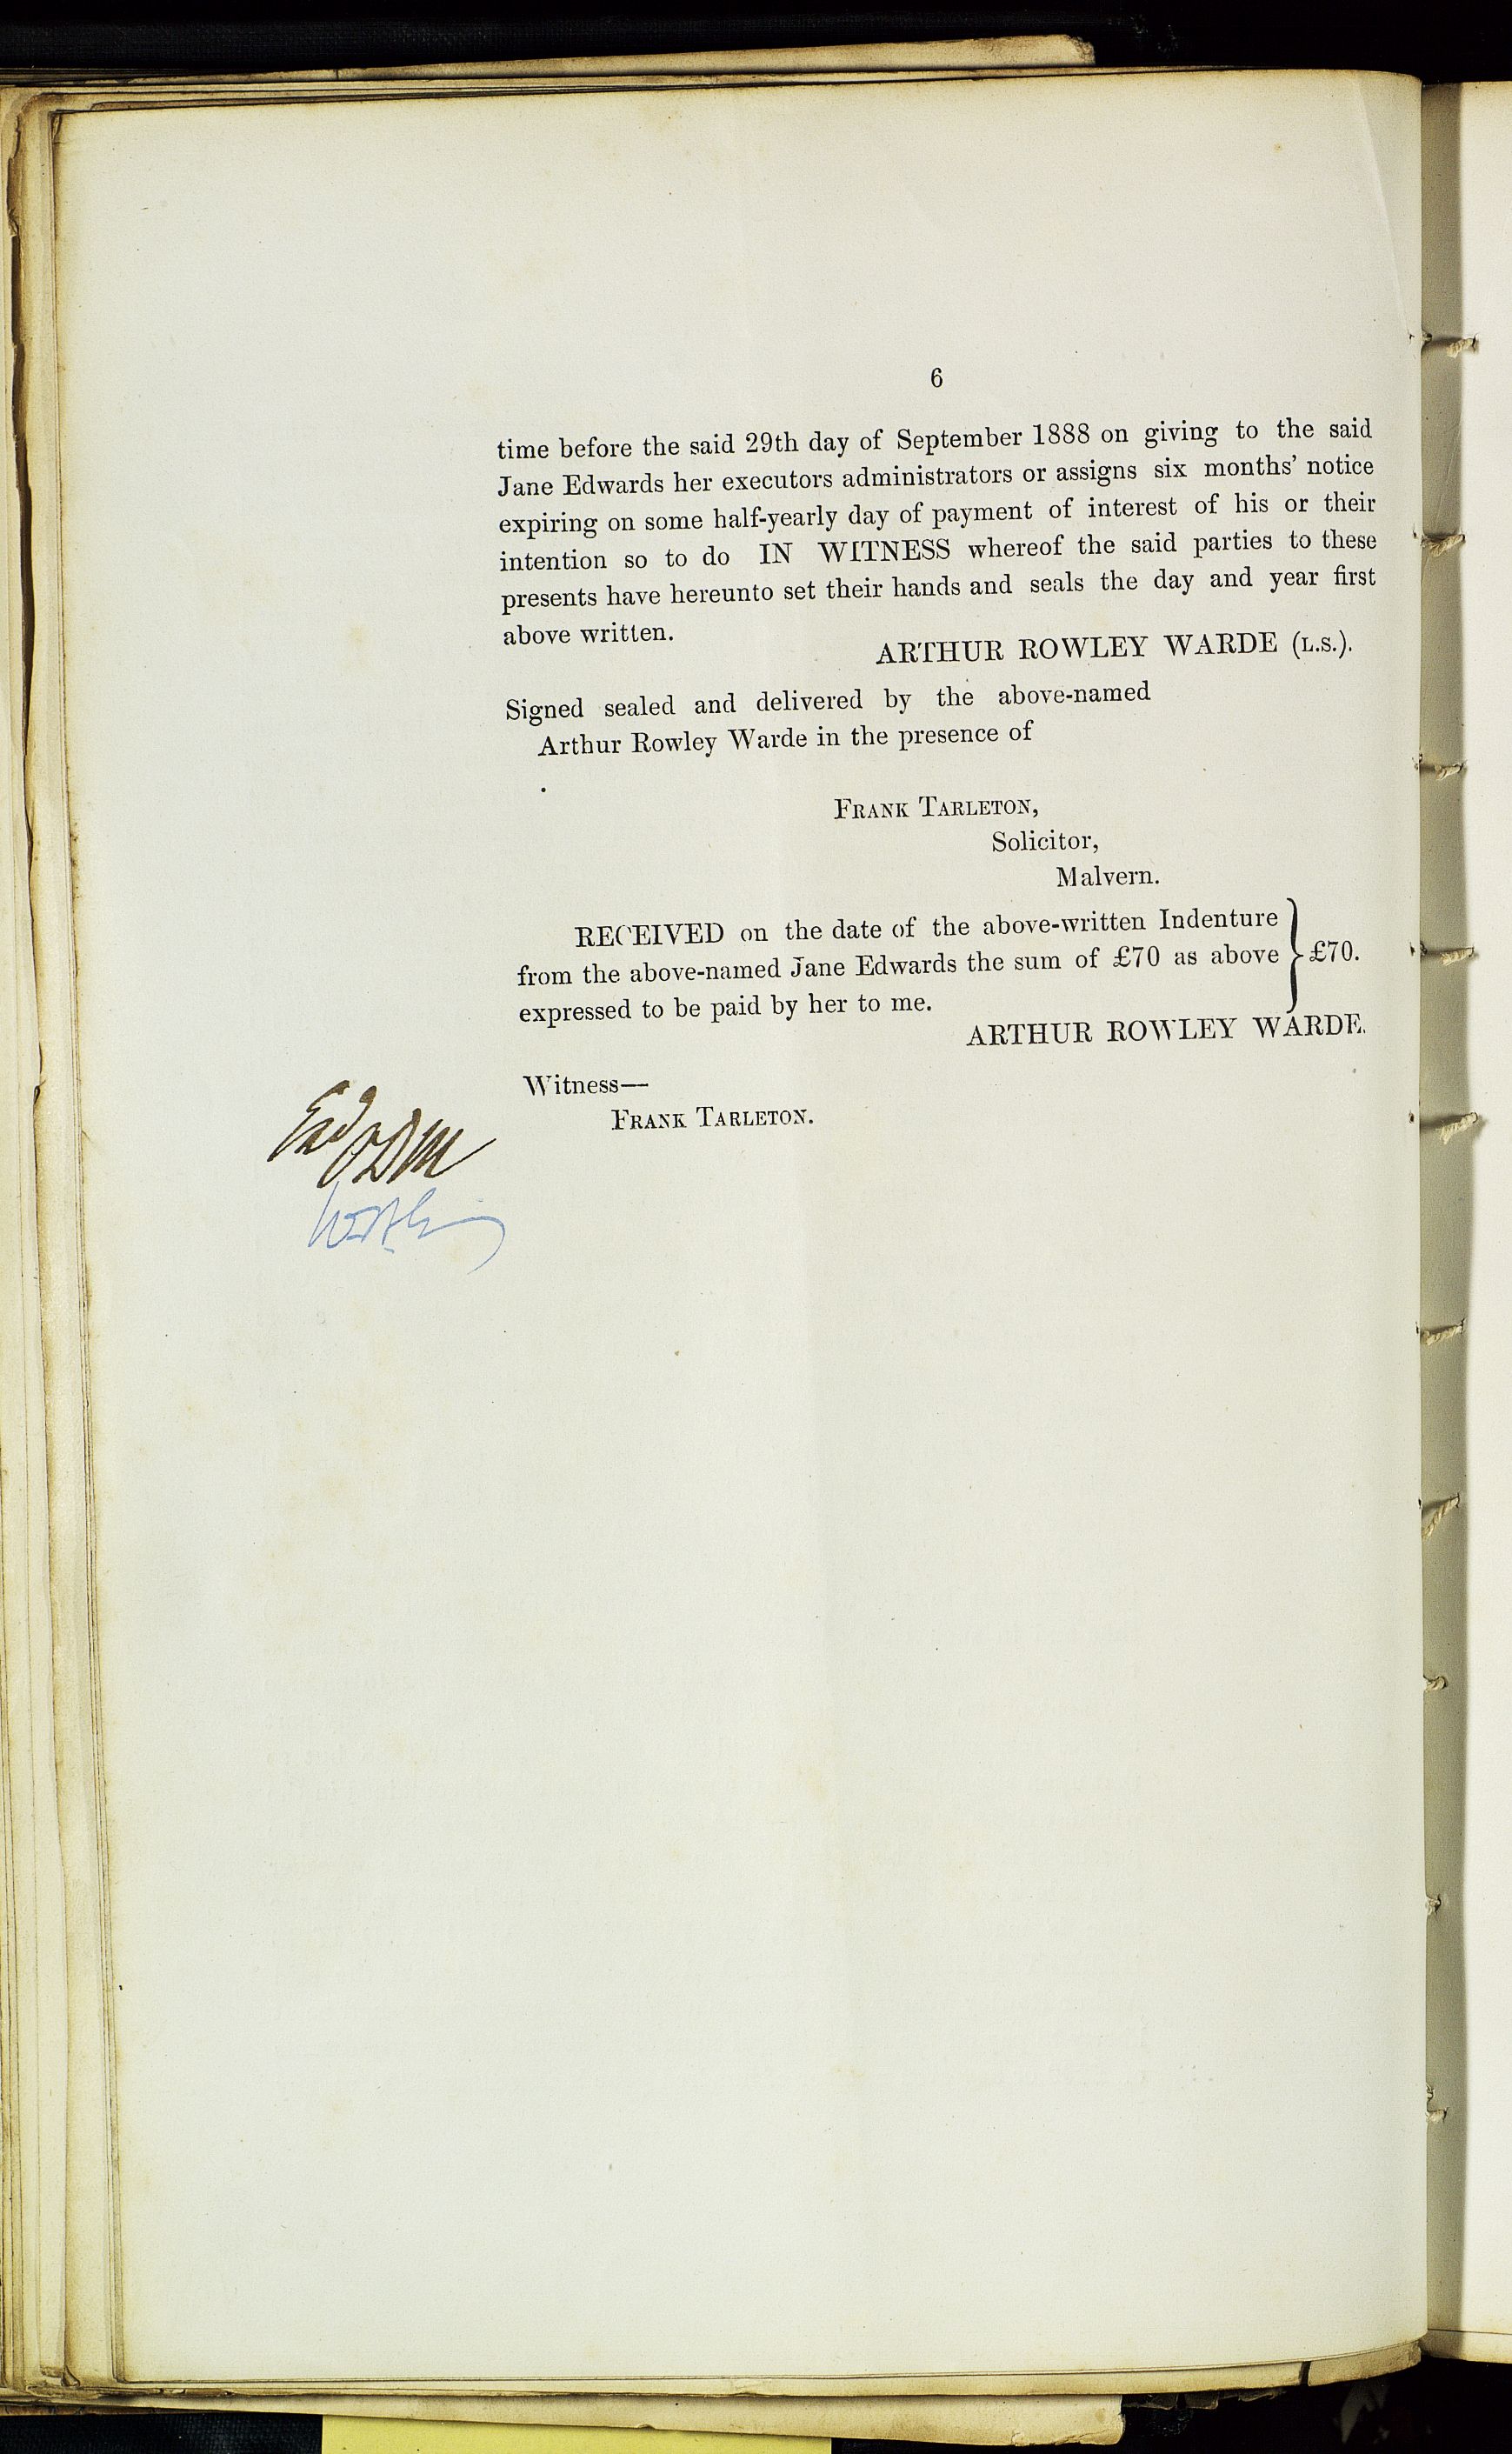 6
time before the said 29th day of September 1888 on giving to the said
Jane Edwards her executors administrators or assigns six months' notice
expiring on some half-yearly day of payment of interest of his or their
intention so to do IN WITNESS whereof the said parties to these
presents have hereunto set their hands and seals the day and year first
above written.
ARTHUR ROWLEY WARDE (L.S.).
Signed sealed and delivered by the above-named
Arthur Rowley Warde in the presence of
FRANK TARLETON,
Solicitor,
Malvern.
RECEIVED on the date of the above-written Indenture
from the above-named Jane Edwards the sum of £70 as above } £70.
expressed to be paid by her to me.
ARTHUR ROWLEY WARDE.
Witness—
FRANK TARLETON.